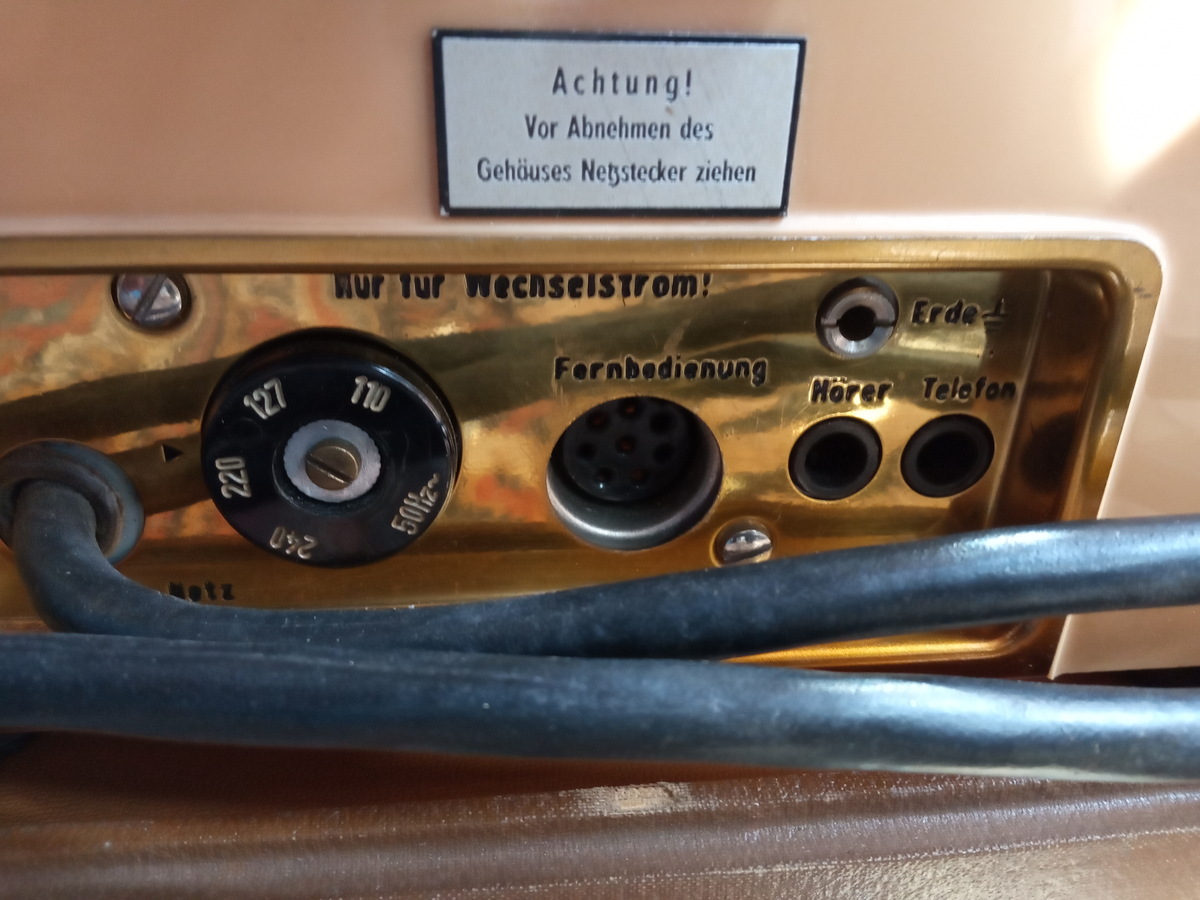 Achtung!
Vor Abnehmen des
Gehäuses Netzstecker ziehen
Nur für Wechselstrom!
Erde
Fernbedienung
Hörer Telefon
127 110
220
240 50Hz~
Netz